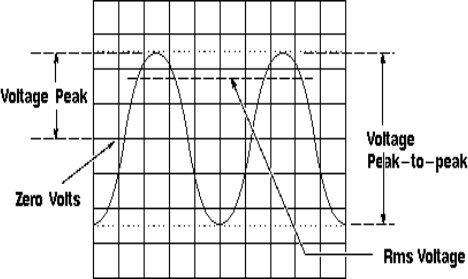 Voltage Peak
Zero Volts
Voltage
Peak-to-peak
Rms Voltage